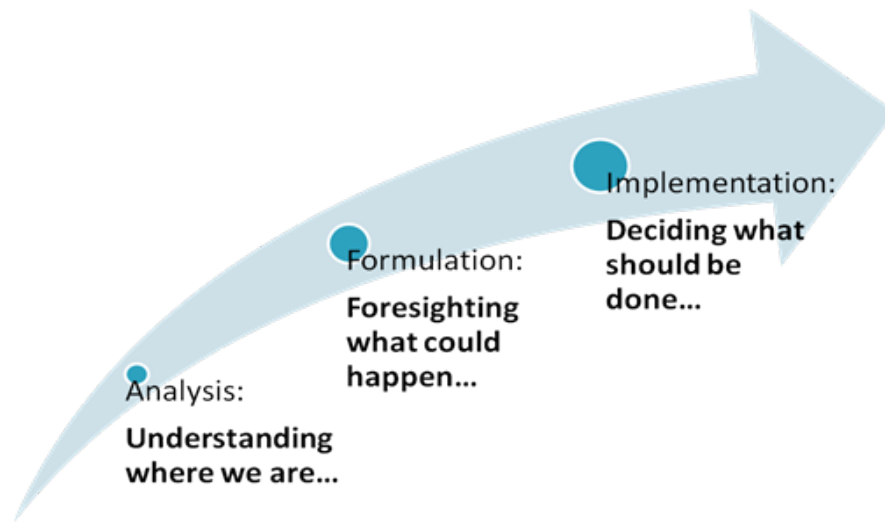 Analysis:
Understanding
where we are...
Formulation:
Foresighting
what could
happen...
Implementation:
Deciding what
should be
done...